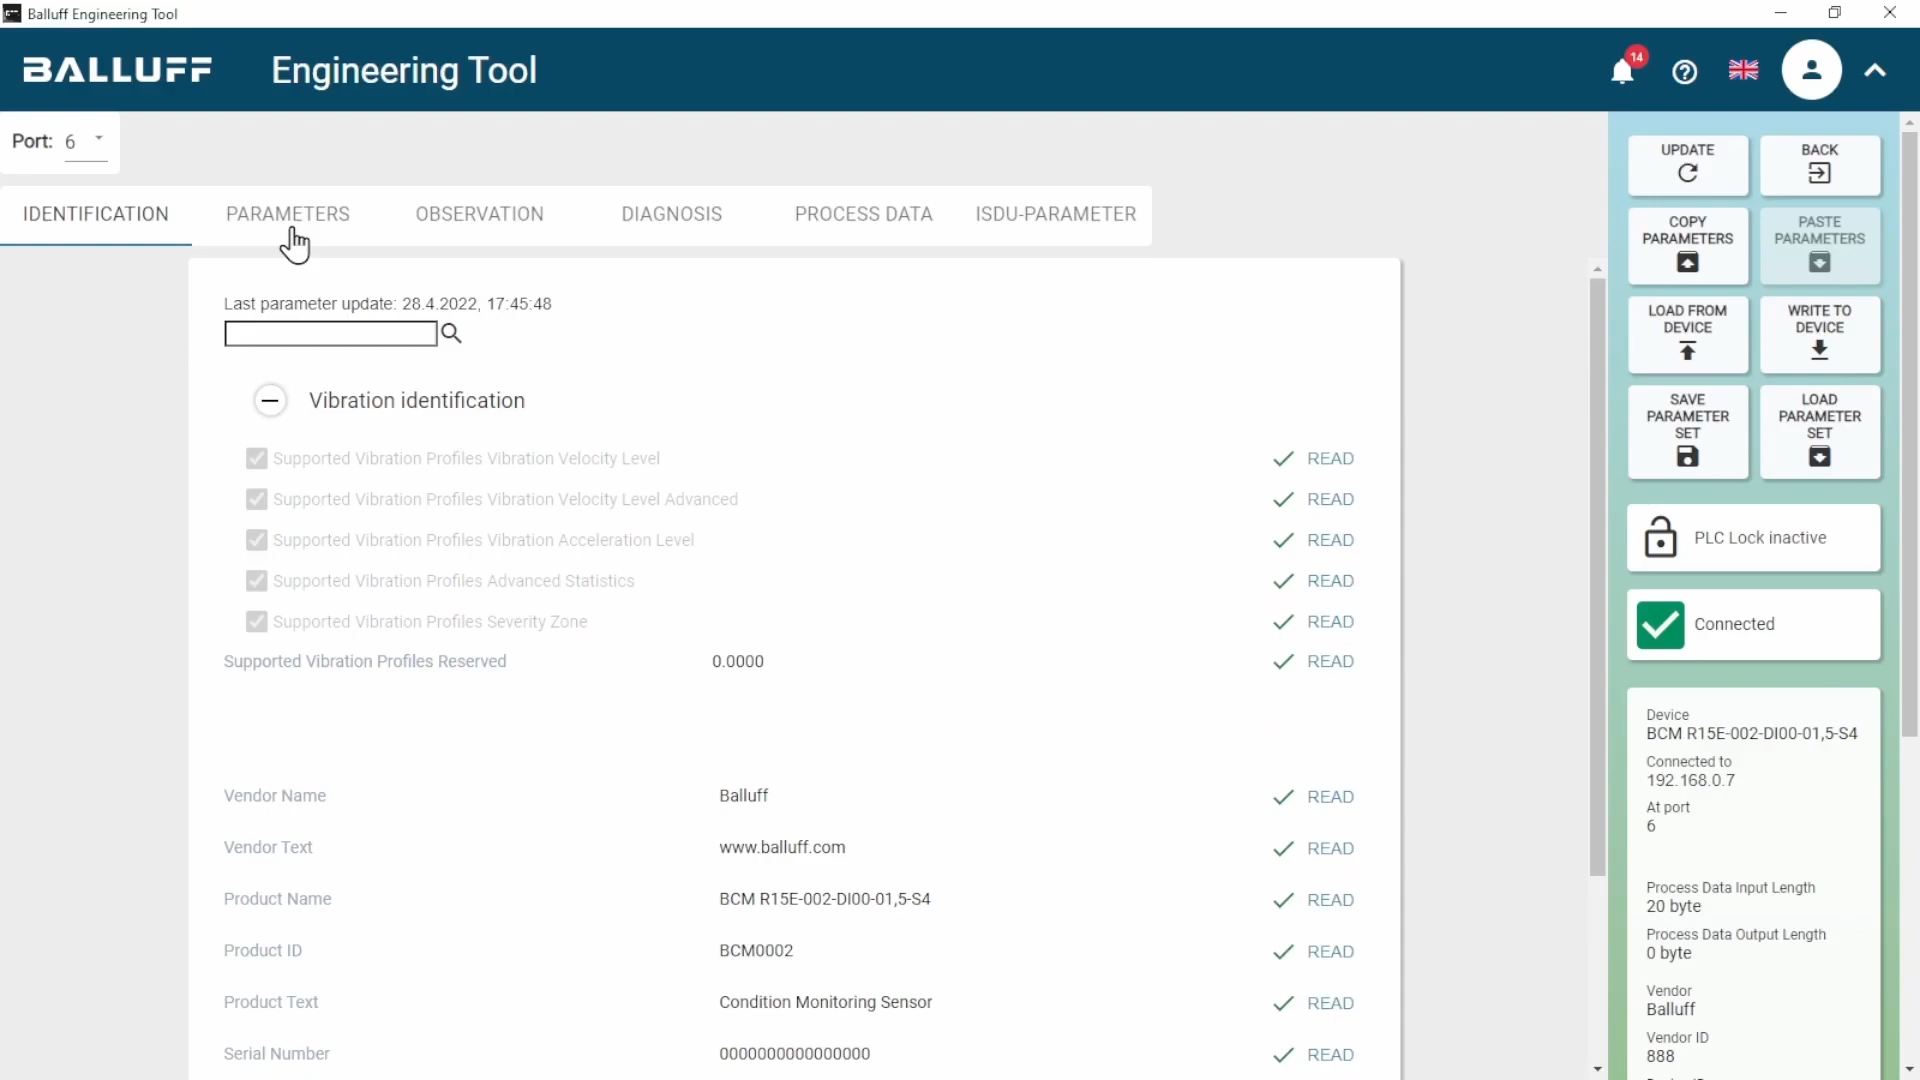 Balluff Engineering Tool
BALLUFF
Engineering Tool
14
Port: 6
IDENTIFICATION
PARAMETERS
OBSERVATION
DIAGNOSIS
PROCESS DATA
ISDU-PARAMETER
Last parameter update: 28.4.2022, 17:45:48
Vibration identification
Supported Vibration Profiles Vibration Velocity Level READ
Supported Vibration Profiles Vibration Velocity Level Advanced READ
Supported Vibration Profiles Vibration Acceleration Level READ
Supported Vibration Profiles Advanced Statistics READ
Supported Vibration Profiles Severity Zone READ
Supported Vibration Profiles Reserved 0.0000 READ
Vendor Name Balluff READ
Vendor Text www.balluff.com READ
Product Name BCM R15E-002-DI00-01,5-S4 READ
Product ID BCM0002 READ
Product Text Condition Monitoring Sensor READ
Serial Number 0000000000000000 READ
UPDATE
BACK
COPY
PARAMETERS
PASTE
PARAMETERS
LOAD FROM
DEVICE
WRITE TO
DEVICE
SAVE
PARAMETER
SET
LOAD
PARAMETER
SET
PLC Lock inactive
Connected
Device
BCM R15E-002-DI00-01,5-S4
Connected to
192.168.0.7
At port
6
Process Data Input Length
20 byte
Process Data Output Length
0 byte
Vendor
Balluff
Vendor ID
888